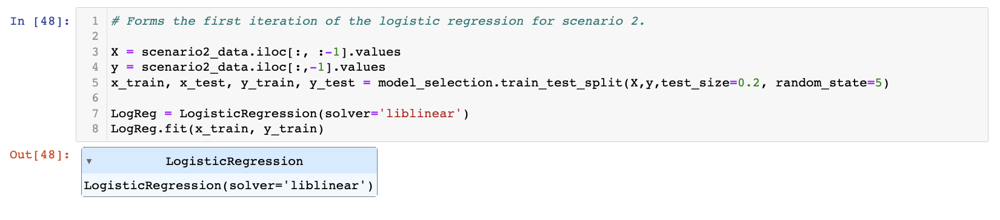 In [48]:
1 # Forms the first iteration of the logistic regression for scenario 2.
2
3 X = scenario2_data.iloc[:, :-1].values
4 y = scenario2_data.iloc[:,-1].values
5 x_train, x_test, y_train, y_test = model_selection.train_test_split(X,y,test_size=0.2, random_state=5)
6
7 LogReg = LogisticRegression(solver='liblinear')
8 LogReg.fit(x_train, y_train)
Out[48]:
▾ LogisticRegression
LogisticRegression(solver='liblinear')